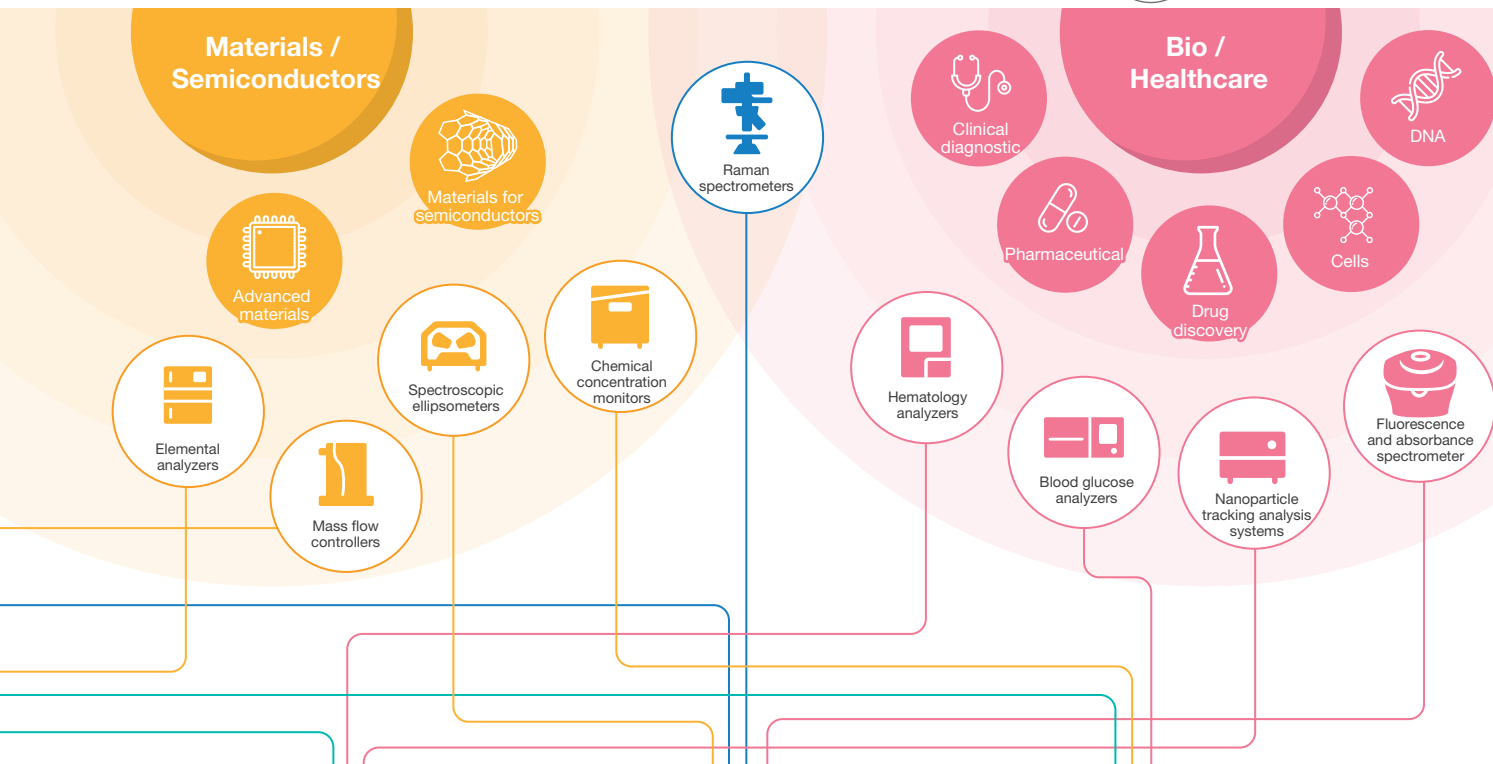 Materials /
Semiconductors
Materials for
semiconductors
Advanced
materials
Elemental
analyzers
Mass flow
controllers
Spectroscopic
ellipsometers
Chemical
concentration
monitors
Raman
spectrometers
Bio /
Healthcare
Clinical
diagnostic
Pharmaceutical
Drug
discovery
Cells
DNA
Hematology
analyzers
Blood glucose
analyzers
Nanoparticle
tracking analysis
systems
Fluorescence
and absorbance
spectrometer